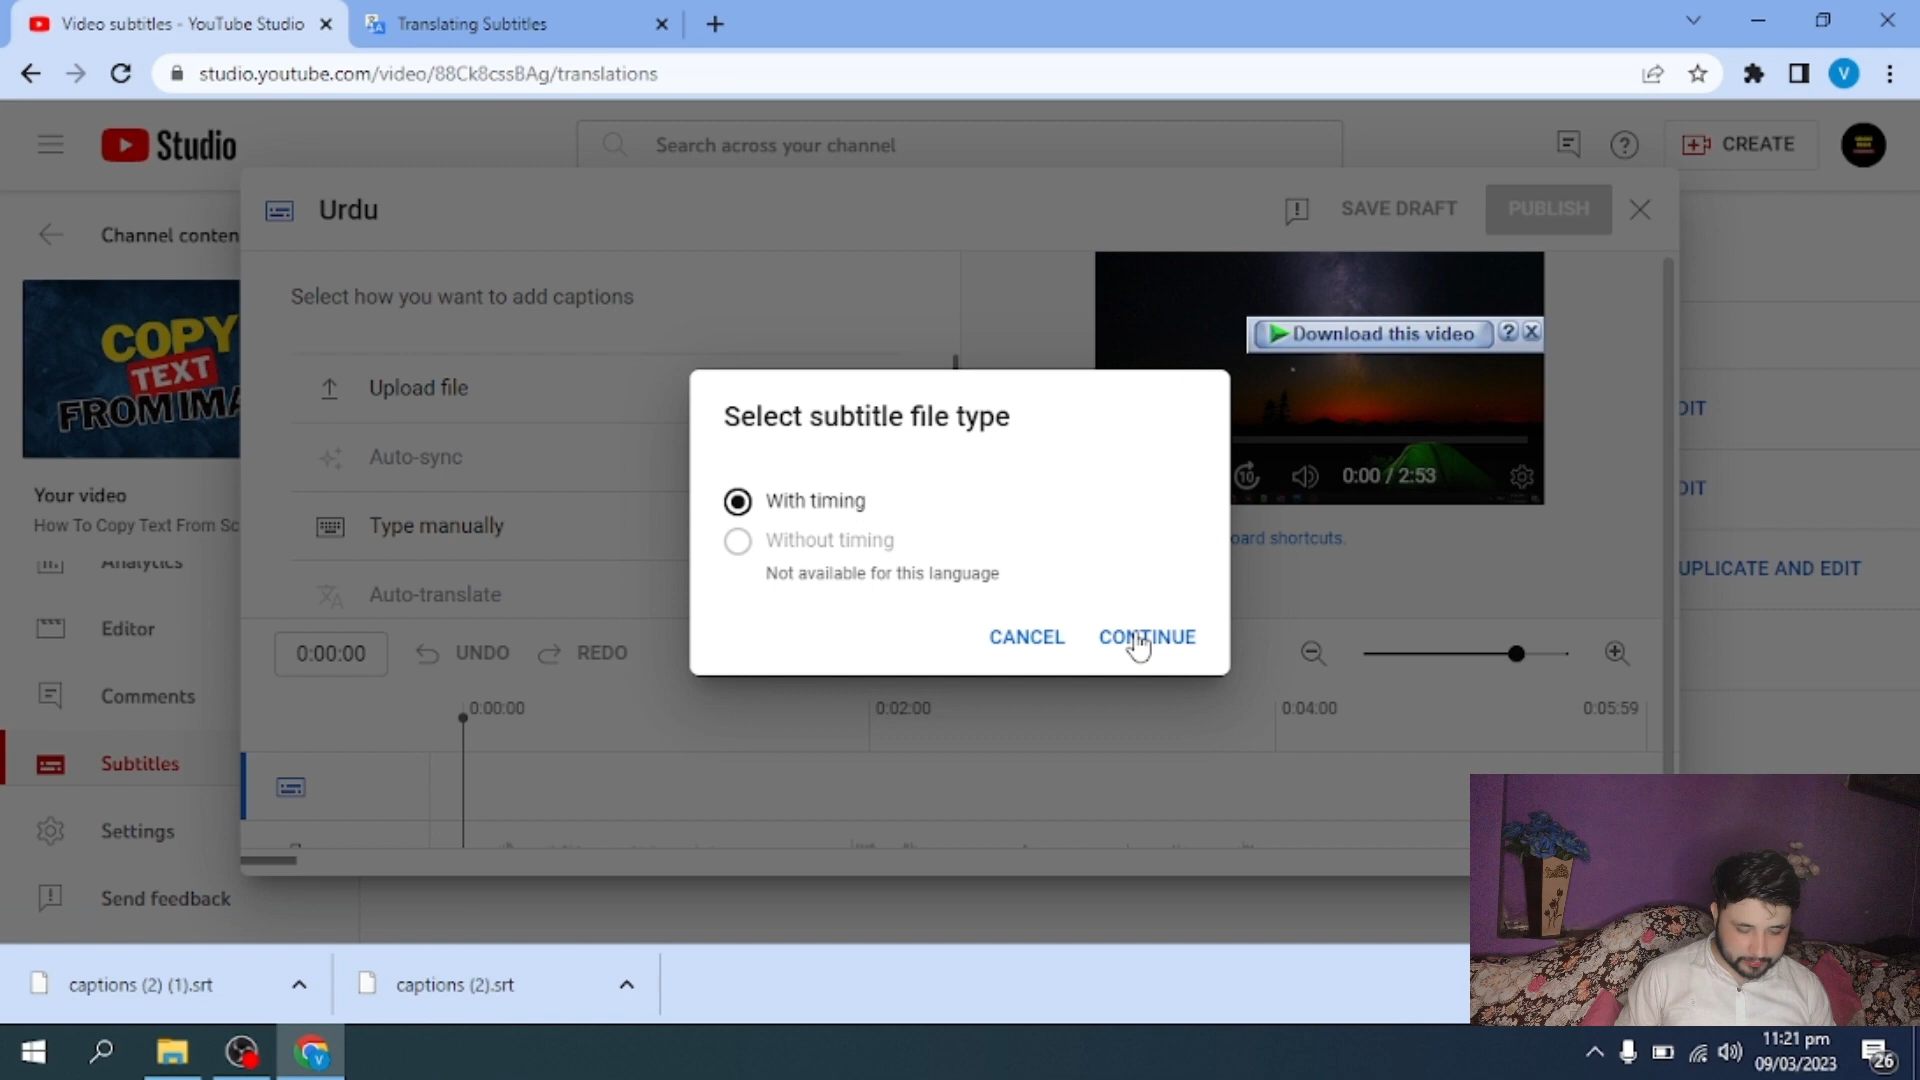 Video subtitles - YouTube Studio
Translating Subtitles
studio.youtube.com/video/88Ck8cssBAg/translations
V
Studio
Search across your channel
CREATE
Channel conten
Urdu
SAVE DRAFT
PUBLISH
COPY
TEXT
FROM IMA
Select how you want to add captions
Upload file
Auto-sync
Type manually
Auto-translate
Download this video
10
0:00 / 2:53
oard shortcuts.
DIT
DIT
UPLICATE AND EDIT
Select subtitle file type
With timing
Without timing
Not available for this language
CANCEL
CONTINUE
Your video
How To Copy Text From Sc
Analytics
Editor
Comments
Subtitles
Settings
Send feedback
0:00:00
UNDO
REDO
0:00:00
0:02:00
0:04:00
0:05:59
captions (2) (1).srt
captions (2).srt
V
11:21 pm
09/03/2023
26